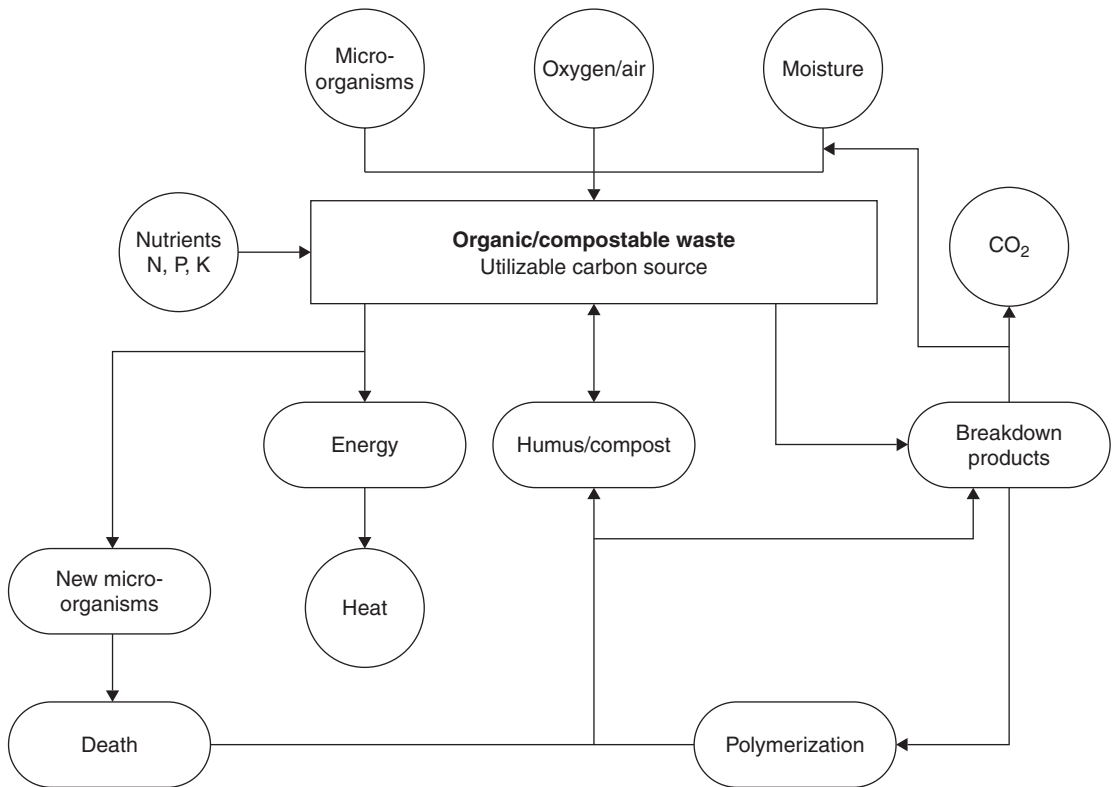 Micro-
organisms
Oxygen/air
Moisture
Nutrients
N, P, K
Organic/compostable waste
Utilizable carbon source
CO₂
Energy
Humus/compost
Breakdown
products
New micro-
organisms
Heat
Death
Polymerization